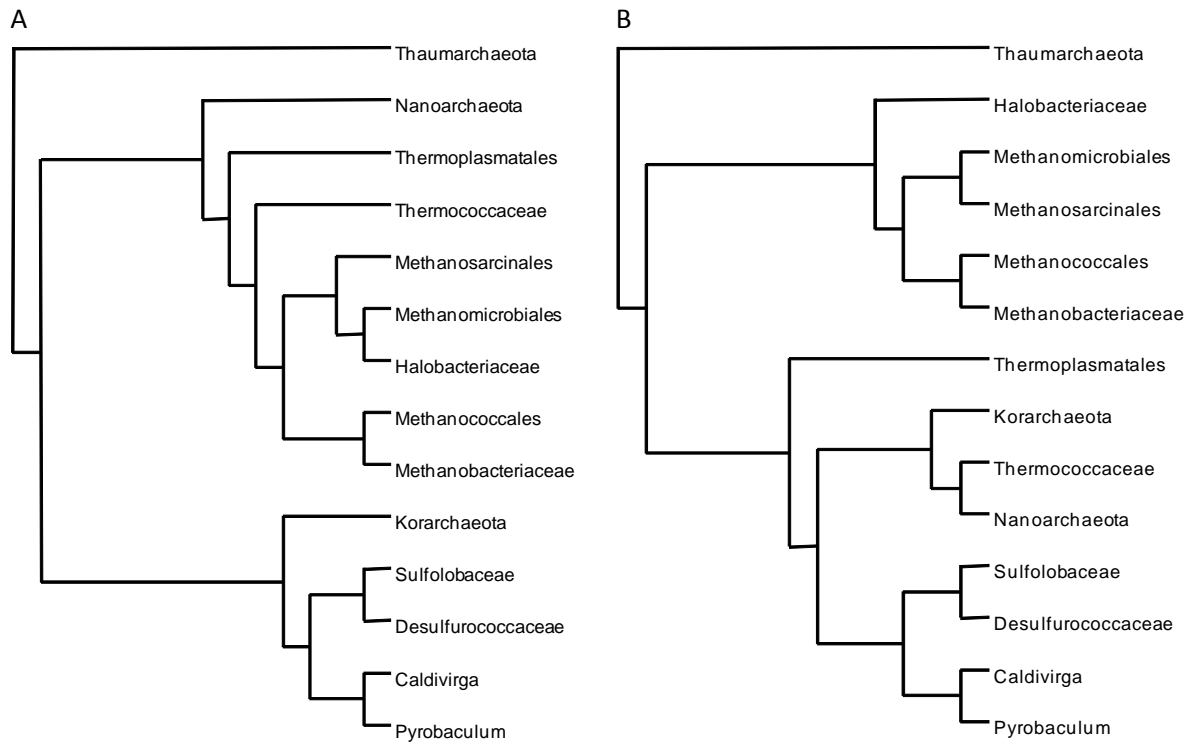 A
Thaumarchaeota
Nanoarchaeota
Thermoplasmatales
Thermococcaceae
Methanosarcinales
Methanomicrobiales
Halobacteriaceae
Methanococcales
Methanobacteriaceae
Korarchaeota
Sulfolobaceae
Desulfurococcaceae
Caldivirga
Pyrobaculum
B
Thaumarchaeota
Halobacteriaceae
Methanomicrobiales
Methanosarcinales
Methanococcales
Methanobacteriaceae
Thermoplasmatales
Korarchaeota
Thermococcaceae
Nanoarchaeota
Sulfolobaceae
Desulfurococcaceae
Caldivirga
Pyrobaculum